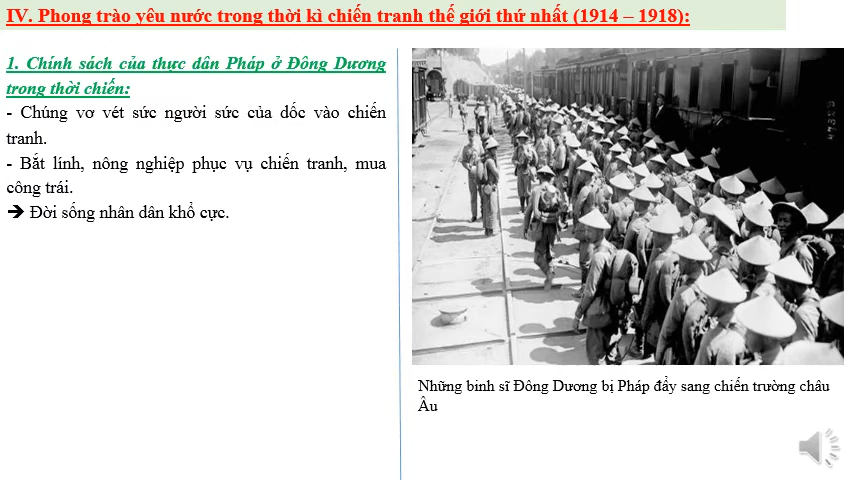 IV. Phong trào yêu nước trong thời kì chiến tranh thế giới thứ nhất (1914 – 1918):
1. Chính sách của thực dân Pháp ở Đông Dương
trong thời chiến:
- Chúng vơ vét sức người sức của dốc vào chiến
tranh.
- Bắt lính, nông nghiệp phục vụ chiến tranh, mua
công trái.
➔ Đời sống nhân dân khổ cực.
Những binh sĩ Đông Dương bị Pháp đẩy sang chiến trường châu
Âu